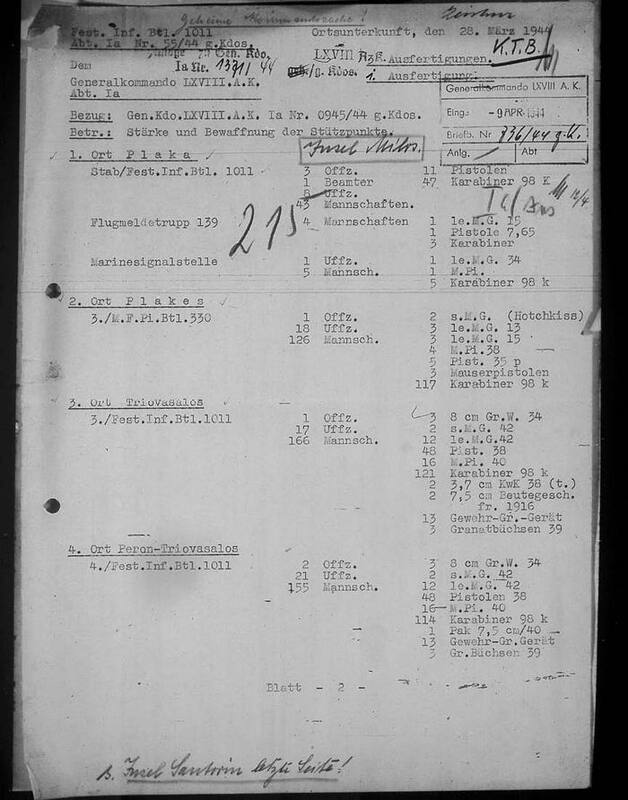 Geheime Kommandosache!
Fest. Inf. Btl. 1011 Ortsunterkunft, den 28. März 1944
Abt. Ia Nr. 55/44 g.Kdos. K.T.B.
Gen. Kdo. LXVIII A.K. Ausfertigungen.
Dem Ia Nr. 44 g. Kdos. 1. Ausfertigung.
Generalkommando LXVIII.A.K.
Abt. Ia
Generalkommando LXVIII A.K.
Eing.: - 9 APR. 1944
Briefb. Nr 736/44 g.K.
Anlg. Abt
Bezug: Gen.Kdo.LXVIII.A.K. Ia Nr.0945/44 g.Kdos.
Betr.: Stärke und Bewaffnung der Stützpunkte.
Insel Milos.
1. Ort P l a k a
Stab/Fest.Inf.Btl. 1011 3 Offz. 11 Pistolen
1 Beamter 47 Karabiner 98 K
8 Uffz.
43 Mannschaften.
215
Flugmeldetrupp 139 4 Mannschaften 1 le.M.G. 15
1 Pistole 7,65
3 Karabiner
Marinesignalstelle 1 Uffz. 1 le.M.G. 34
5 Mannsch. 1 M.Pi.
5 Karabiner 98 k
2. Ort P l a k e s
3./M.F.Pi.Btl.330 1 Offz. 2 s.M.G. (Hotchkiss)
18 Uffz. 3 le.M.G. 13
126 Mannsch. 3 le.M.G. 15
4 M.Pi.38
5 Pist. 35 p
3 Mauserpistolen
117 Karabiner 98 k
3. Ort Triovasalos
3./Fest.Inf.Btl.1011 1 Offz. 3 8 cm Gr.W. 34
17 Uffz. 2 s.M.G. 42
166 Mannsch. 12 le.M.G.42
48 Pist. 38
16 M.Pi. 40
121 Karabiner 98 k
2 3,7 cm KwK 38 (t.)
2 7,5 cm Beutegesch.
fr. 1916
13 Gewehr-Gr.-Gerät
3 Granatbüchsen 39
4. Ort Peron-Triovasalos
4./Fest.Inf.Btl.1011 2 Offz. 3 8 cm Gr.W. 34
21 Uffz. 2 s.M.G. 42
155 Mannsch. 12 le.M.G. 42
48 Pistolen 38
16 M.Pi. 40
114 Karabiner 98 k
1 Pak 7,5 cm/40
13 Gewehr-Gr.Gerät
3 Gr.Büchsen 39
Blatt - 2 -
Insel Santorin letzte Seite!